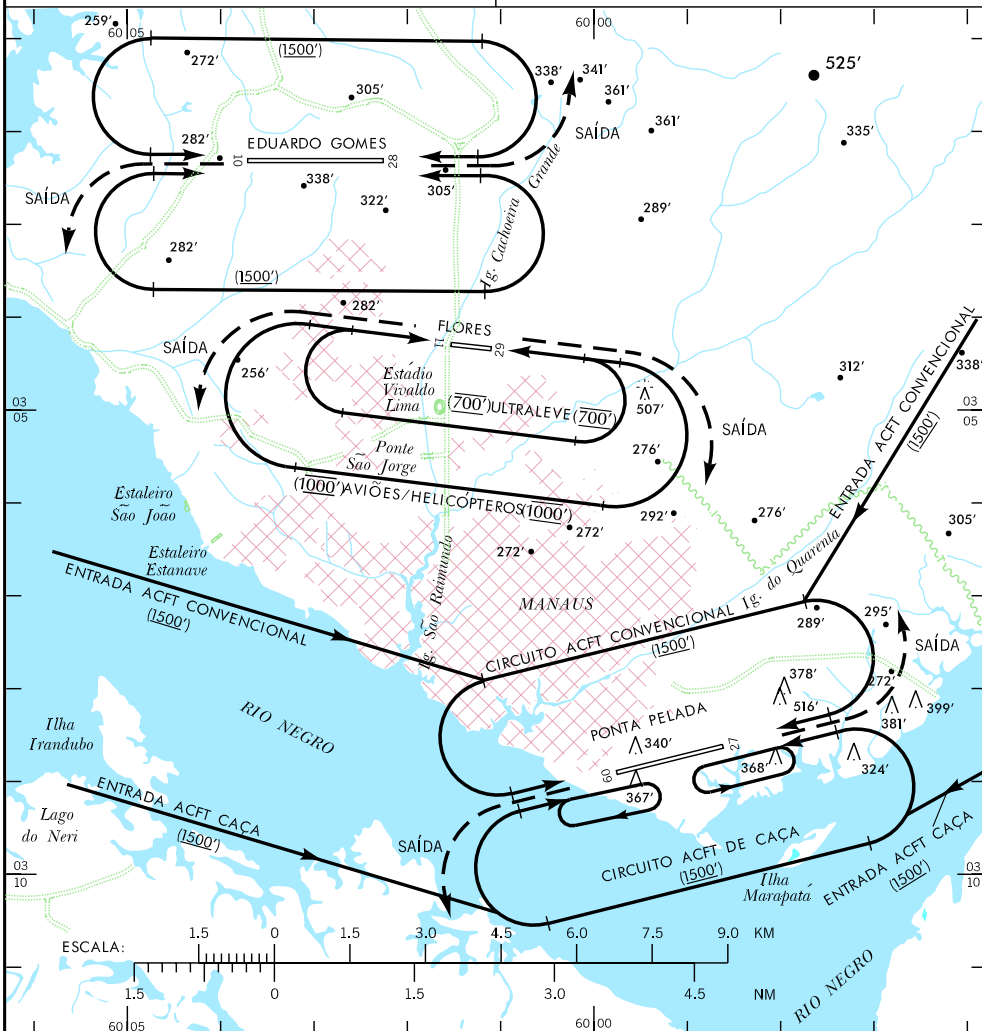 259'
60 05
60 00
272'
(1500')
338'
341'
525'
305'
361'
SAÍDA
361'
335'
282'
EDUARDO GOMES
10
28
338'
305'
Ig. Cachoeira Grande
SAÍDA
322'
289'
282'
(1500')
282'
FLORES
11
29
SAÍDA
256'
Estádio
Vivaldo
Lima
(700')ULTRALEVE(700')
507'
312'
338'
ENTRADA ACFT CONVENCIONAL
(1500')
03
05
03
05
SAÍDA
Ponte
São Jorge
276'
(1000')AVIÕES/HELICÓPTEROS(1000')
Estaleiro
São João
292'
276'
305'
272'
272'
Estaleiro
Estanave
Ig. São Raimundo
Ig. do Quarenta
MANAUS
ENTRADA ACFT CONVENCIONAL
(1500')
CIRCUITO ACFT CONVENCIONAL
(1500')
289'
295'
SAÍDA
272'
378'
516'
399'
381'
RIO NEGRO
Ilha
Irandubo
PONTA PELADA
340'
27
09
368'
324'
367'
Lago
do Neri
ENTRADA ACFT CAÇA
(1500')
SAÍDA
CIRCUITO ACFT DE CAÇA
(1500')
Ilha
Marapatá
ENTRADA ACFT CAÇA
(1500')
03
10
03
10
ESCALA:
1.5 0 1.5 3.0 4.5 6.0 7.5 9.0 KM
1.5 0 1.5 3.0 4.5 NM
RIO NEGRO
60 05
60 00